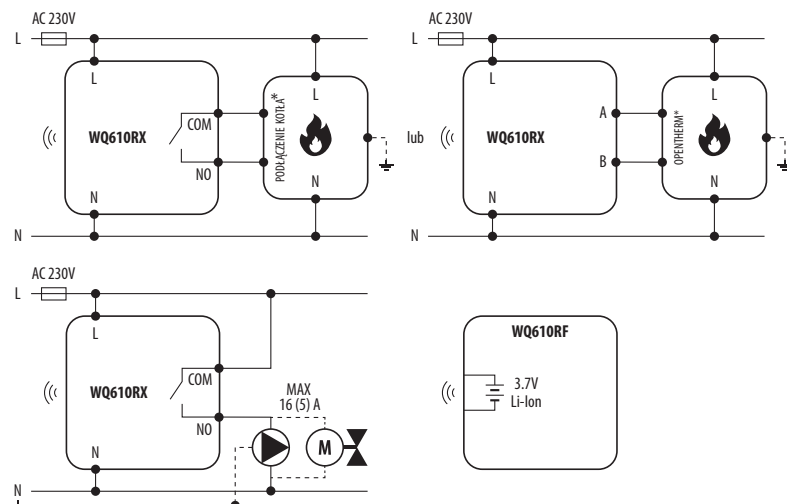 AC 230V
L
L
WQ610RX
COM
NO
N
N
PODŁĄCZENIE KOTŁA*
L
N
lub
AC 230V
L
L
WQ610RX
A
B
N
N
OPENTHERM*
L
N
AC 230V
L
L
WQ610RX
COM
NO
N
N
MAX
16 (5) A
M
WQ610RF
3.7V
Li-Ion